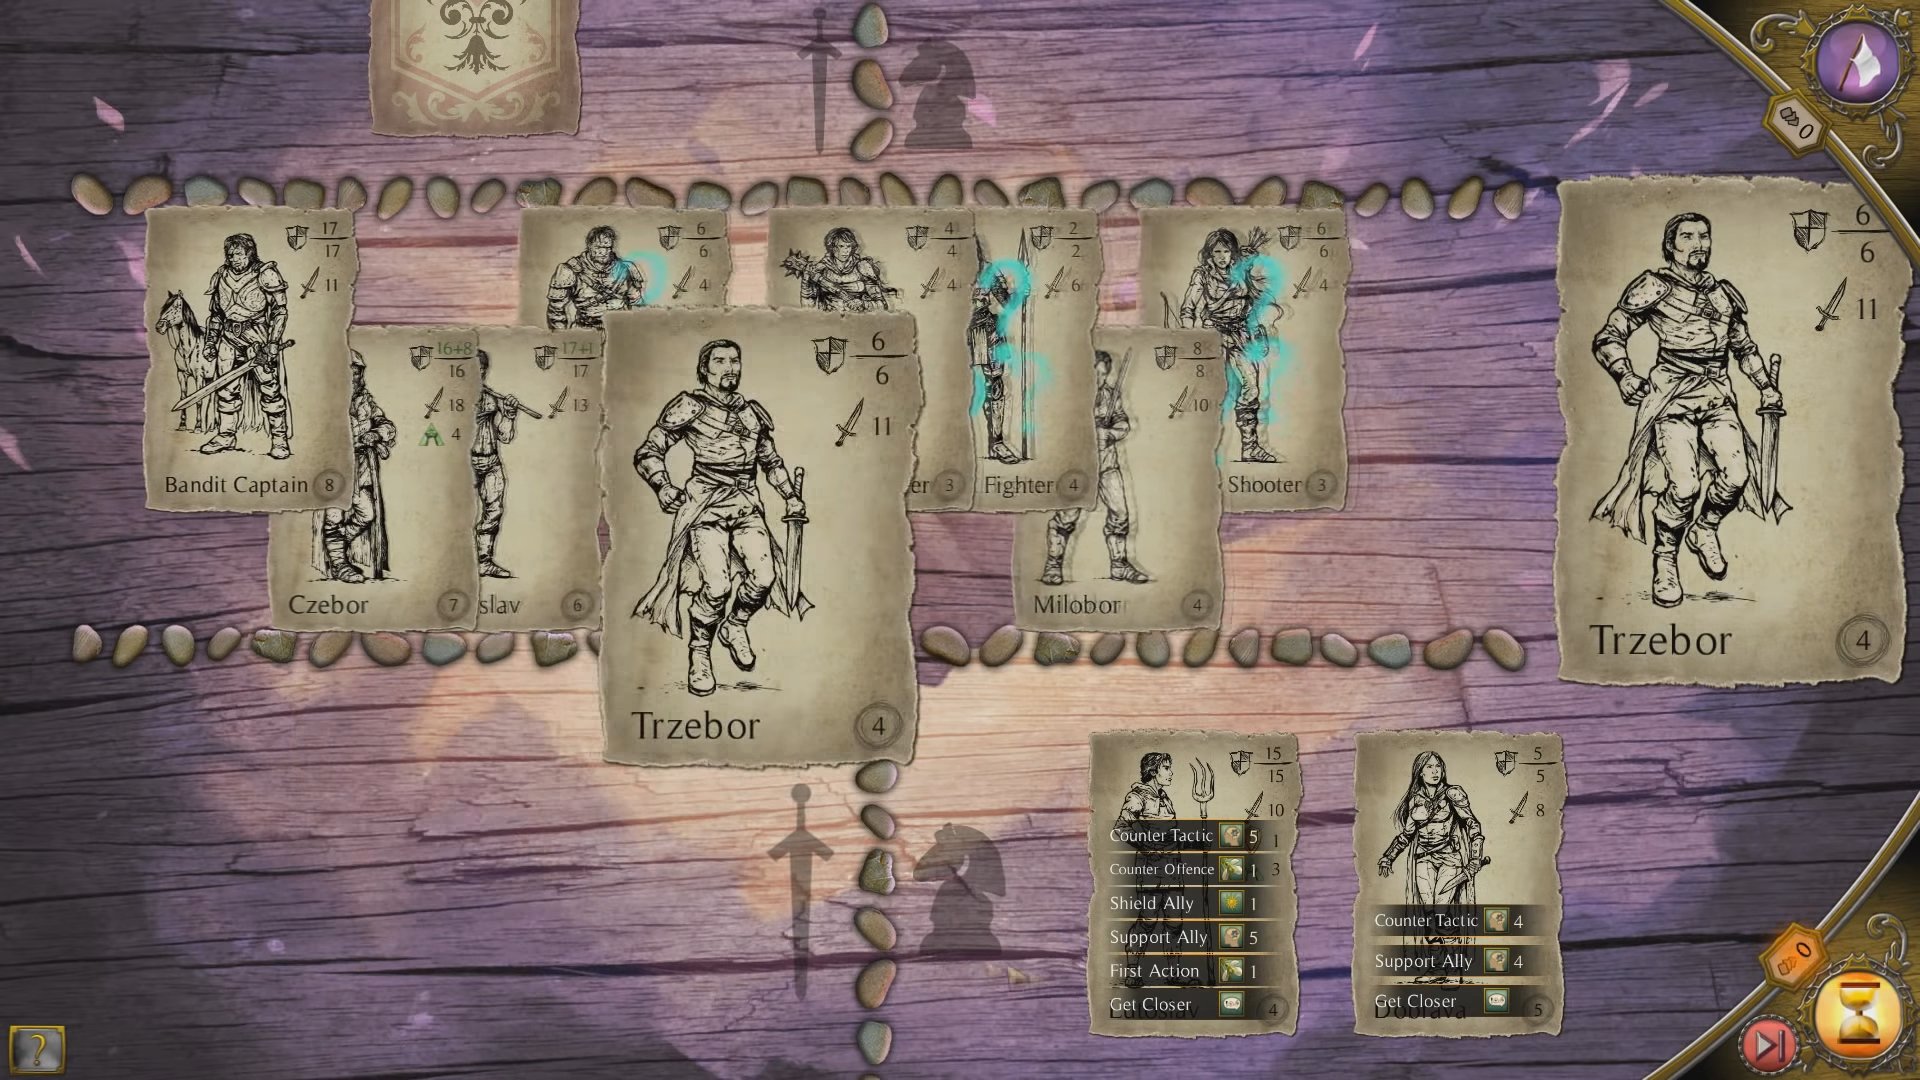 0
17
17
11
Bandit Captain 8
16+8
16
18
4
Czebor 7
17+1
17
13
slav 6
6
6
4
6
6
11
Trzebor 4
4
4
4
er 3
2
2
6
Fighter 4
8
8
10
Milobor 4
6
6
4
Shooter 3
6
6
11
Trzebor 4
15
15
10
Counter Tactic 5 1
Counter Offence 1 3
Shield Ally 1
Support Ally 5
First Action 1
Get Closer
4
5
5
8
Counter Tactic 4
Support Ally 4
Get Closer
Dobrava 5
0
?